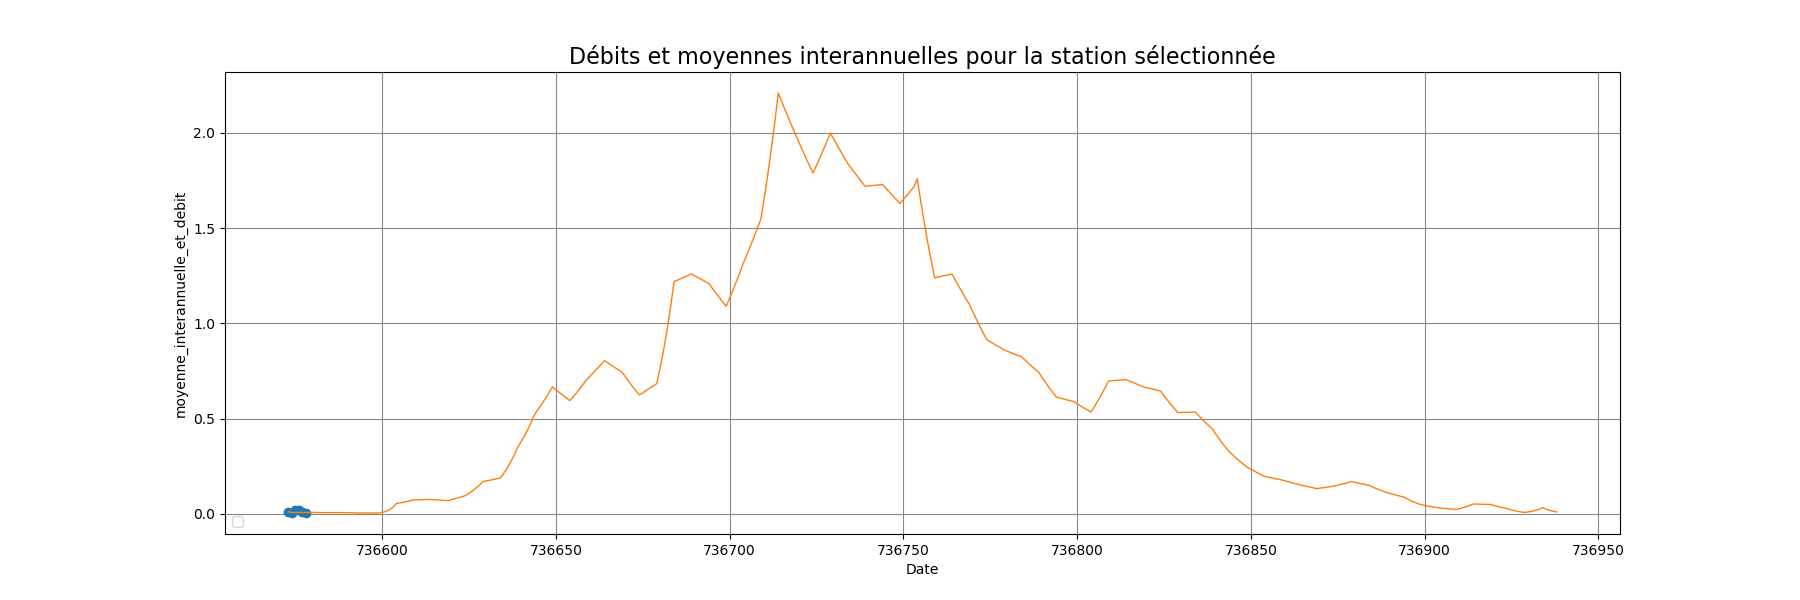 Débits et moyennes interannuelles pour la station sélectionnée
moyenne_interannuelle_et_debit
2.0
1.5
1.0
0.5
0.0
736600 736650 736700 736750 736800 736850 736900 736950
Date